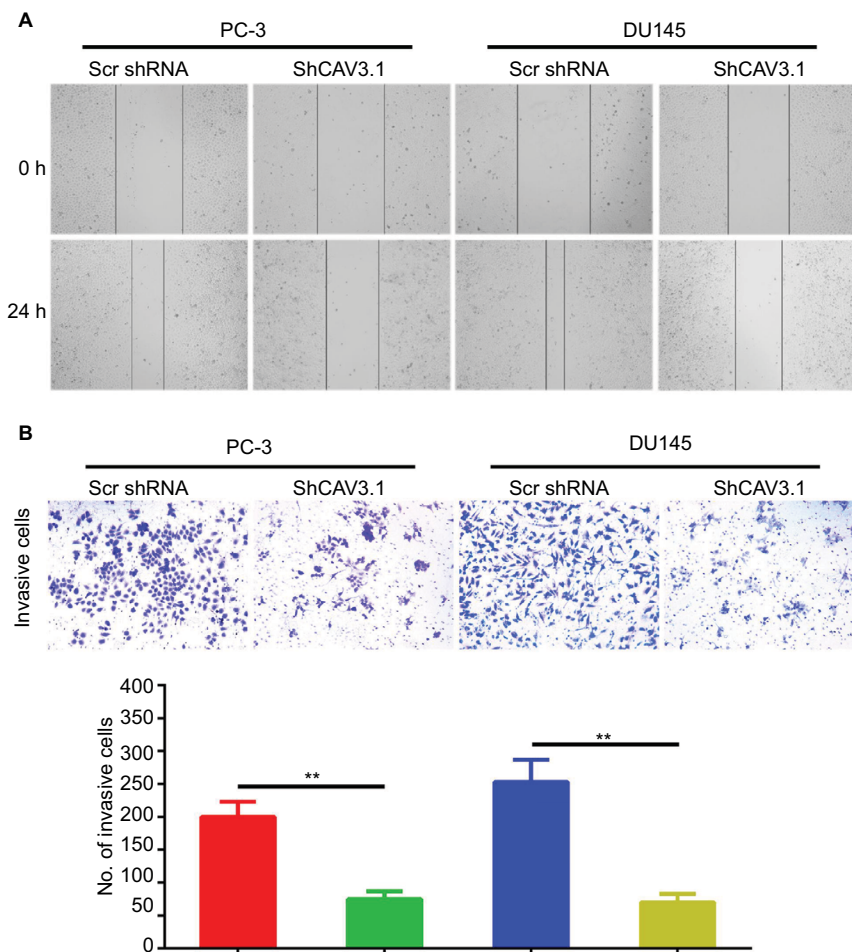 A
PC-3 DU145
Scr shRNA ShCAV3.1 Scr shRNA ShCAV3.1
0 h
24 h
B
PC-3 DU145
Scr shRNA ShCAV3.1 Scr shRNA ShCAV3.1
Invasive cells
No. of invasive cells
400
350
300
250
200
150
100
50
0
**
**